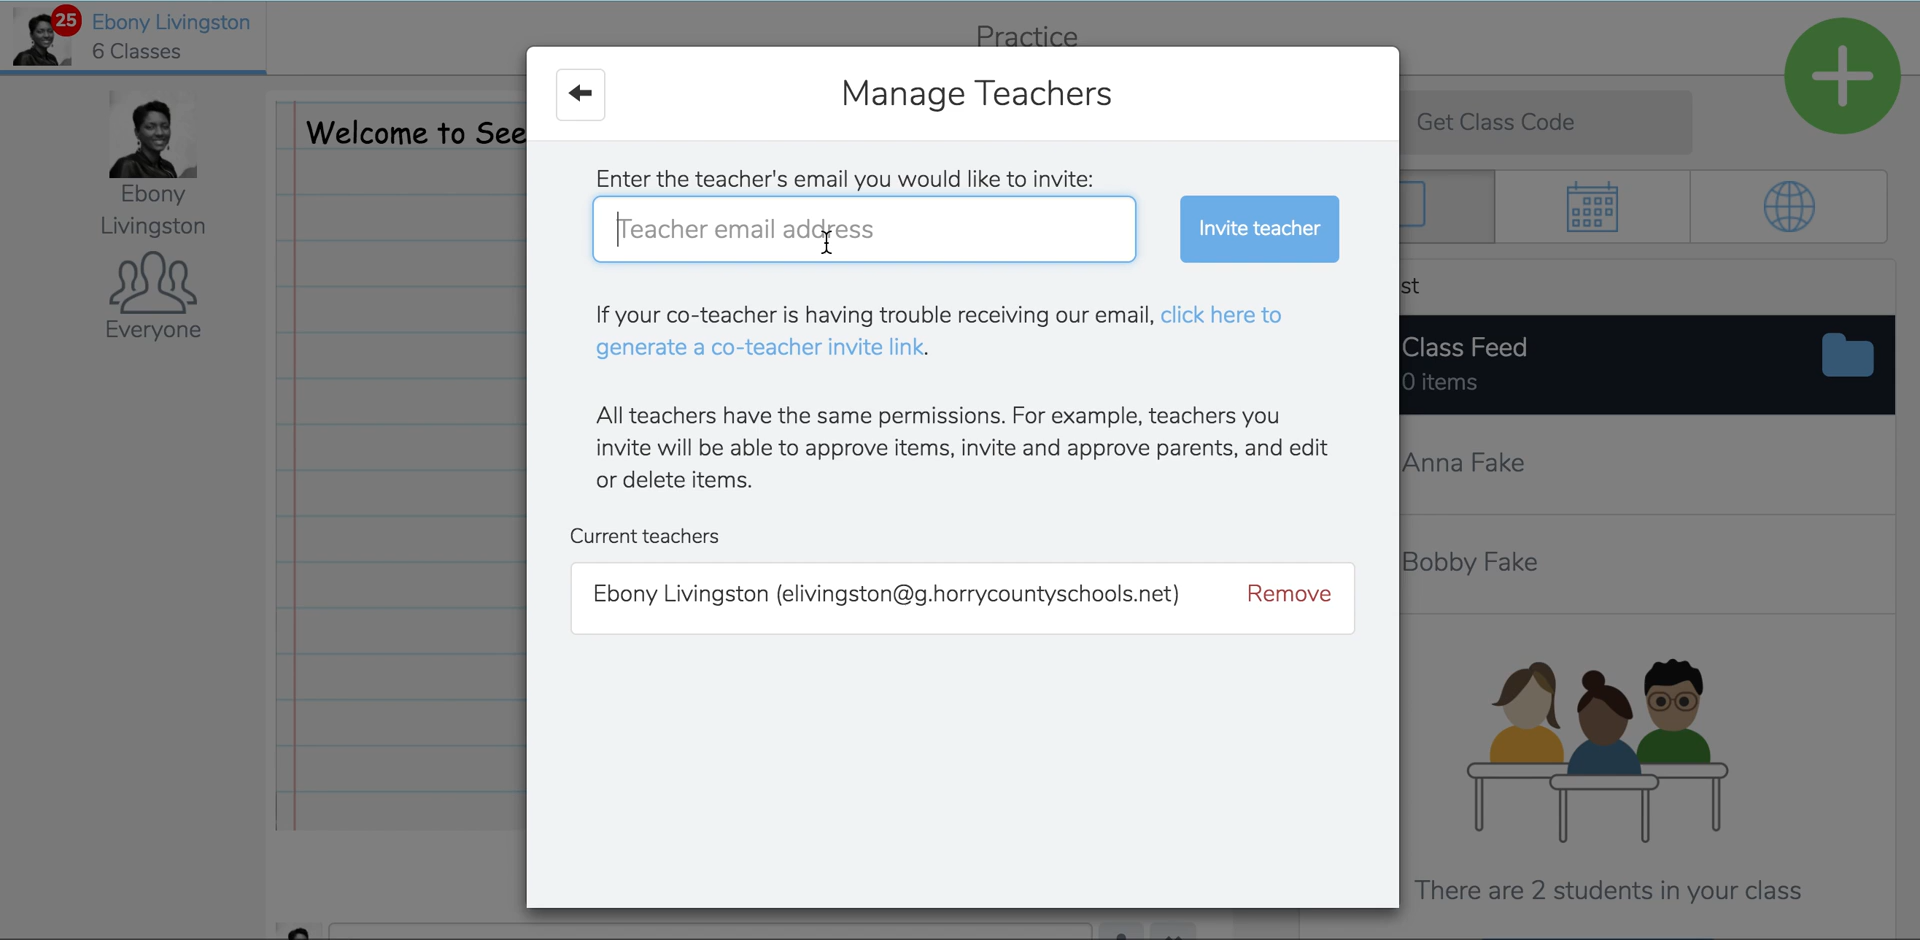 25
Ebony Livingston
6 Classes
Practice
Ebony
Livingston
Everyone
Welcome to See
Manage Teachers
Enter the teacher's email you would like to invite:
Teacher email address
Invite teacher
If your co-teacher is having trouble receiving our email, click here to
generate a co-teacher invite link.
All teachers have the same permissions. For example, teachers you
invite will be able to approve items, invite and approve parents, and edit
or delete items.
Current teachers
Ebony Livingston (elivingston@g.horrycountyschools.net)
Remove
Get Class Code
st
Class Feed
0 items
Anna Fake
Bobby Fake
There are 2 students in your class